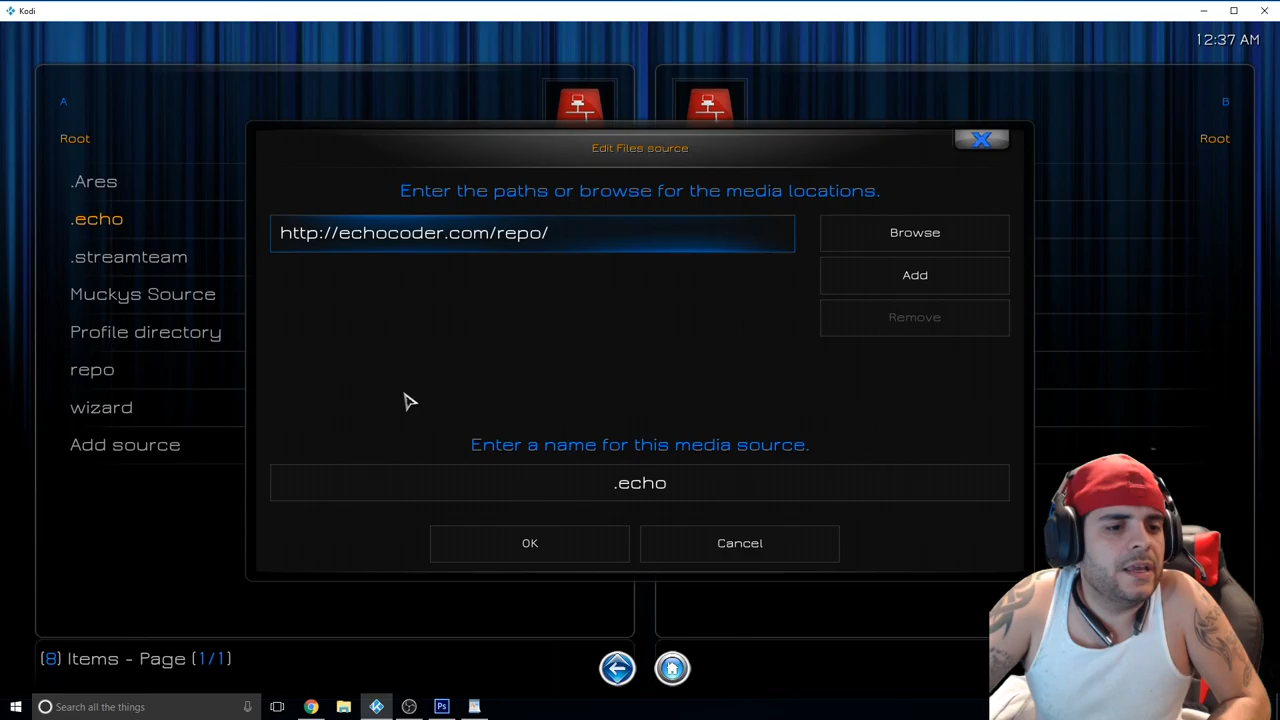 Kodi
12:37 AM
A
B
Root
Root
.Ares
.echo
.streamteam
Muckys Source
Profile directory
repo
wizard
Add source
Edit Files source
X
Enter the paths or browse for the media locations.
http://echocoder.com/repo/
Browse
Add
Remove
Enter a name for this media source.
.echo
OK
Cancel
(8) Items - Page (1/1)
Search all the things
Ps